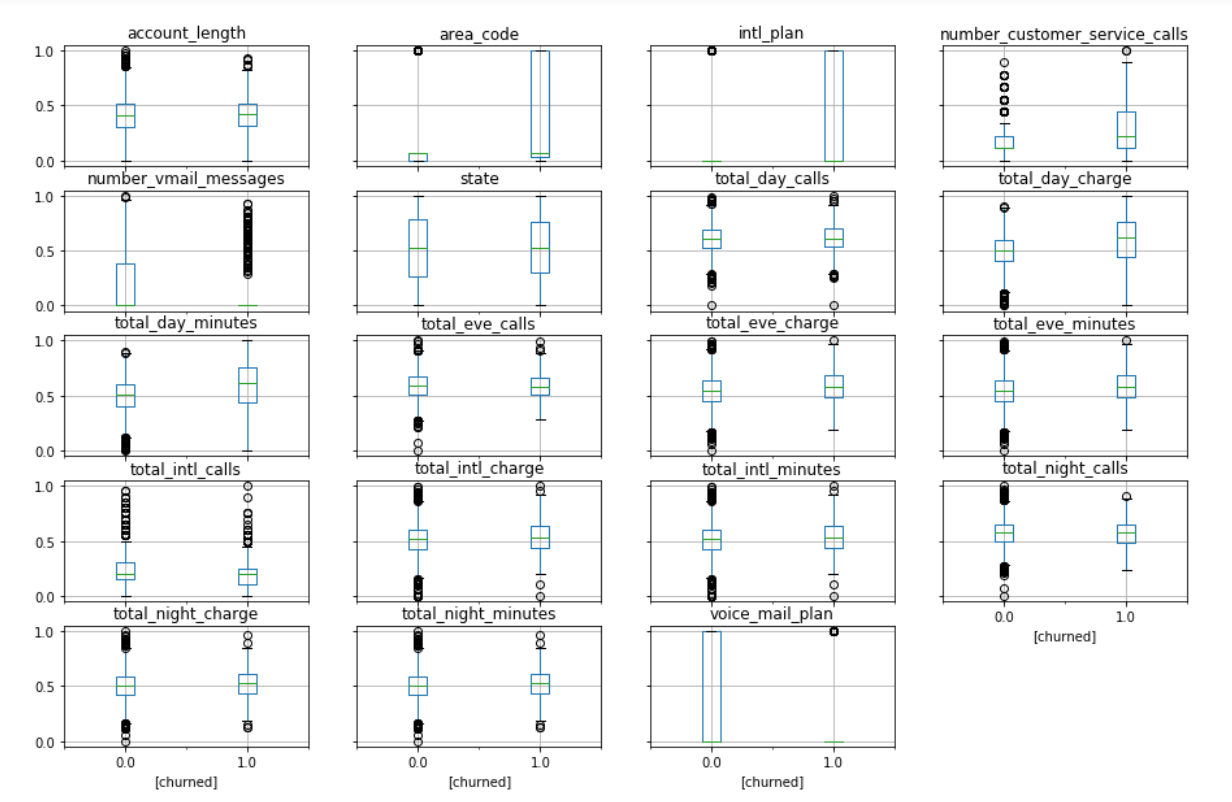 account_length area_code intl_plan number_customer_service_calls
1.0
0.5
0.0
number_vmail_messages state total_day_calls total_day_charge
1.0
0.5
0.0
total_day_minutes total_eve_calls total_eve_charge total_eve_minutes
1.0
0.5
0.0
total_intl_calls total_intl_charge total_intl_minutes total_night_calls
1.0
0.5
0.0
0.0 1.0
[churned]
total_night_charge total_night_minutes voice_mail_plan
1.0
0.5
0.0
0.0 1.0 0.0 1.0 0.0 1.0
[churned] [churned] [churned]